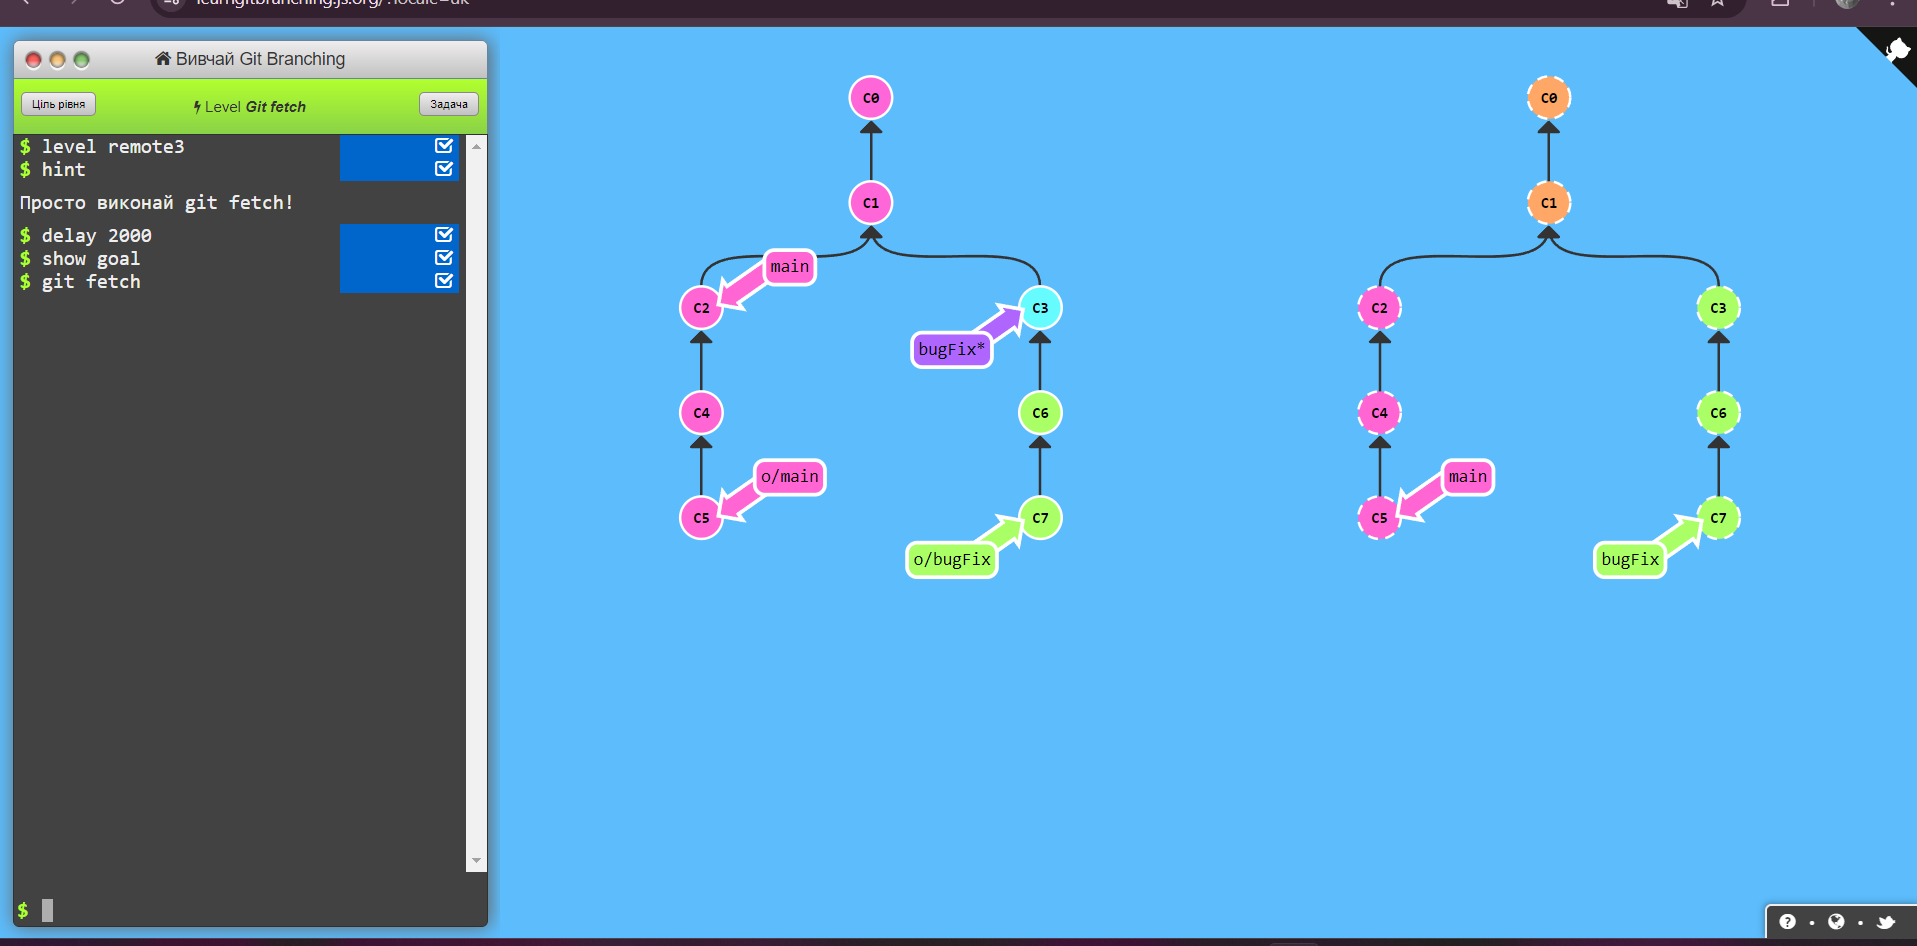 learngitbranching.js.org/?locale=uk
Вивчай Git Branching
Ціль рівня
Level Git fetch
Задача
$ level remote3
$ hint
Просто виконай git fetch!
$ delay 2000
$ show goal
$ git fetch
$
C0
C1
main
C2
C3
bugFix*
C4
C6
o/main
C5
C7
o/bugFix
C0
C1
C2
C3
C4
C6
main
C5
C7
bugFix